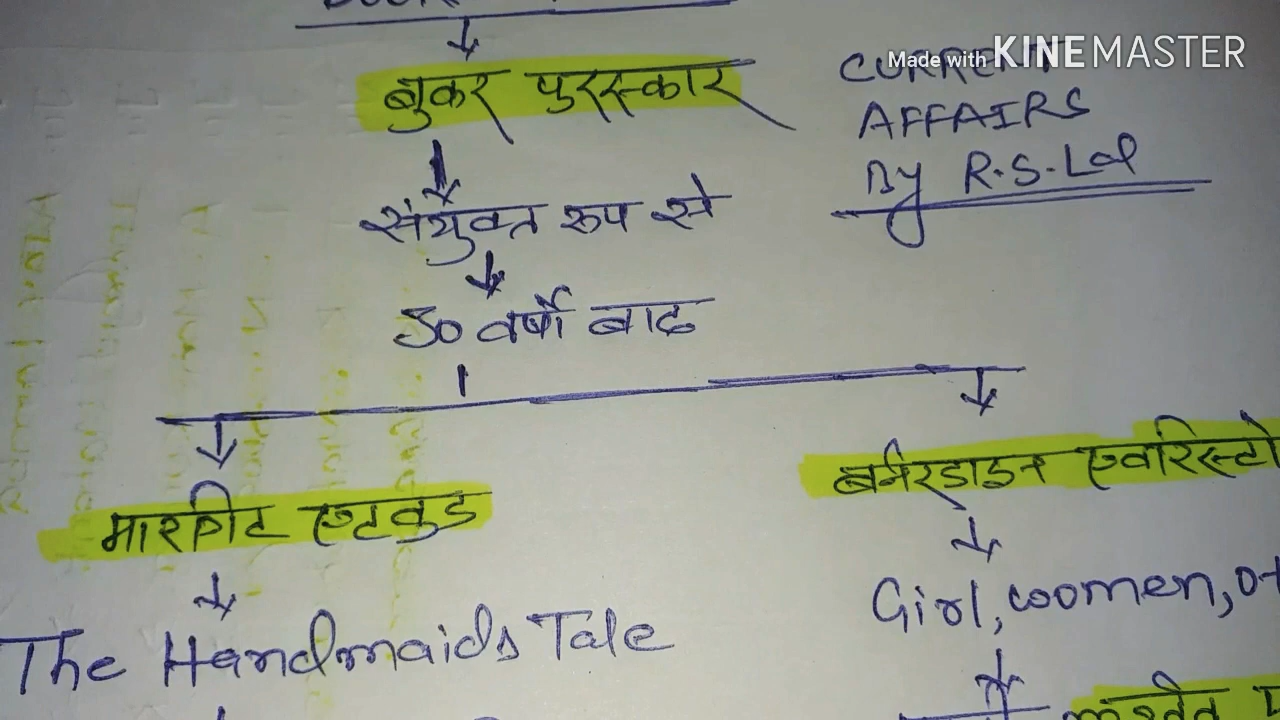 Made with KINEMASTER
बुकर पुरस्कार
CURRENT
AFFAIRS
By R.S.Lal
संर्युक्त रूप से
30 वर्षो बाद
मारग्रीट एटवुड
बर्नरडाइन एवरिस्टो
The Handmaids Tale
Girl, women, ot